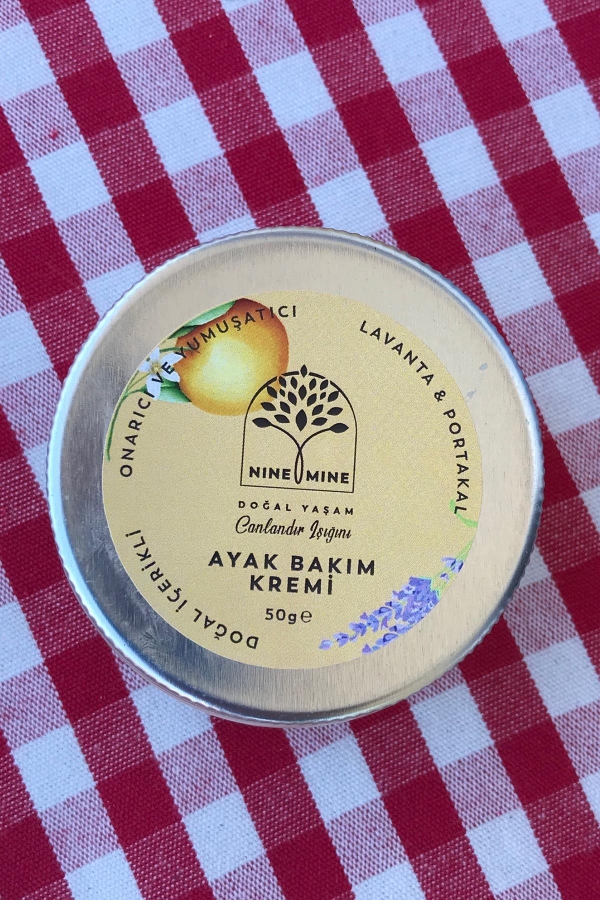 ONARICI VE YUMUŞATICI
LAVANTA & PORTAKAL
NINE MINE
DOĞAL YAŞAM
Canlandır Işığını
AYAK BAKIM
KREMİ
50g℮
DOĞAL İÇERİKLİ